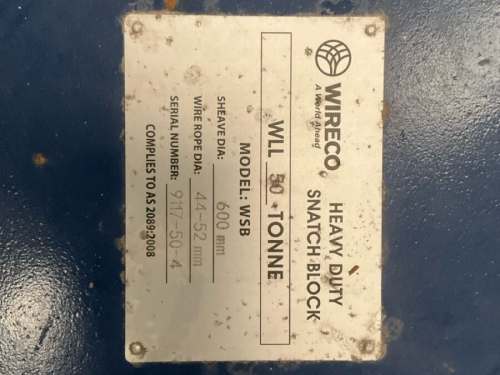 WIRECO
A World Ahead
HEAVY DUTY
SNATCH BLOCK
WLL 50 TONNE
MODEL: WSB
SHEAVE DIA: 600 mm
WIRE ROPE DIA: 44-52 mm
SERIAL NUMBER: 9117-50-4
COMPLIES TO AS 2089:2008